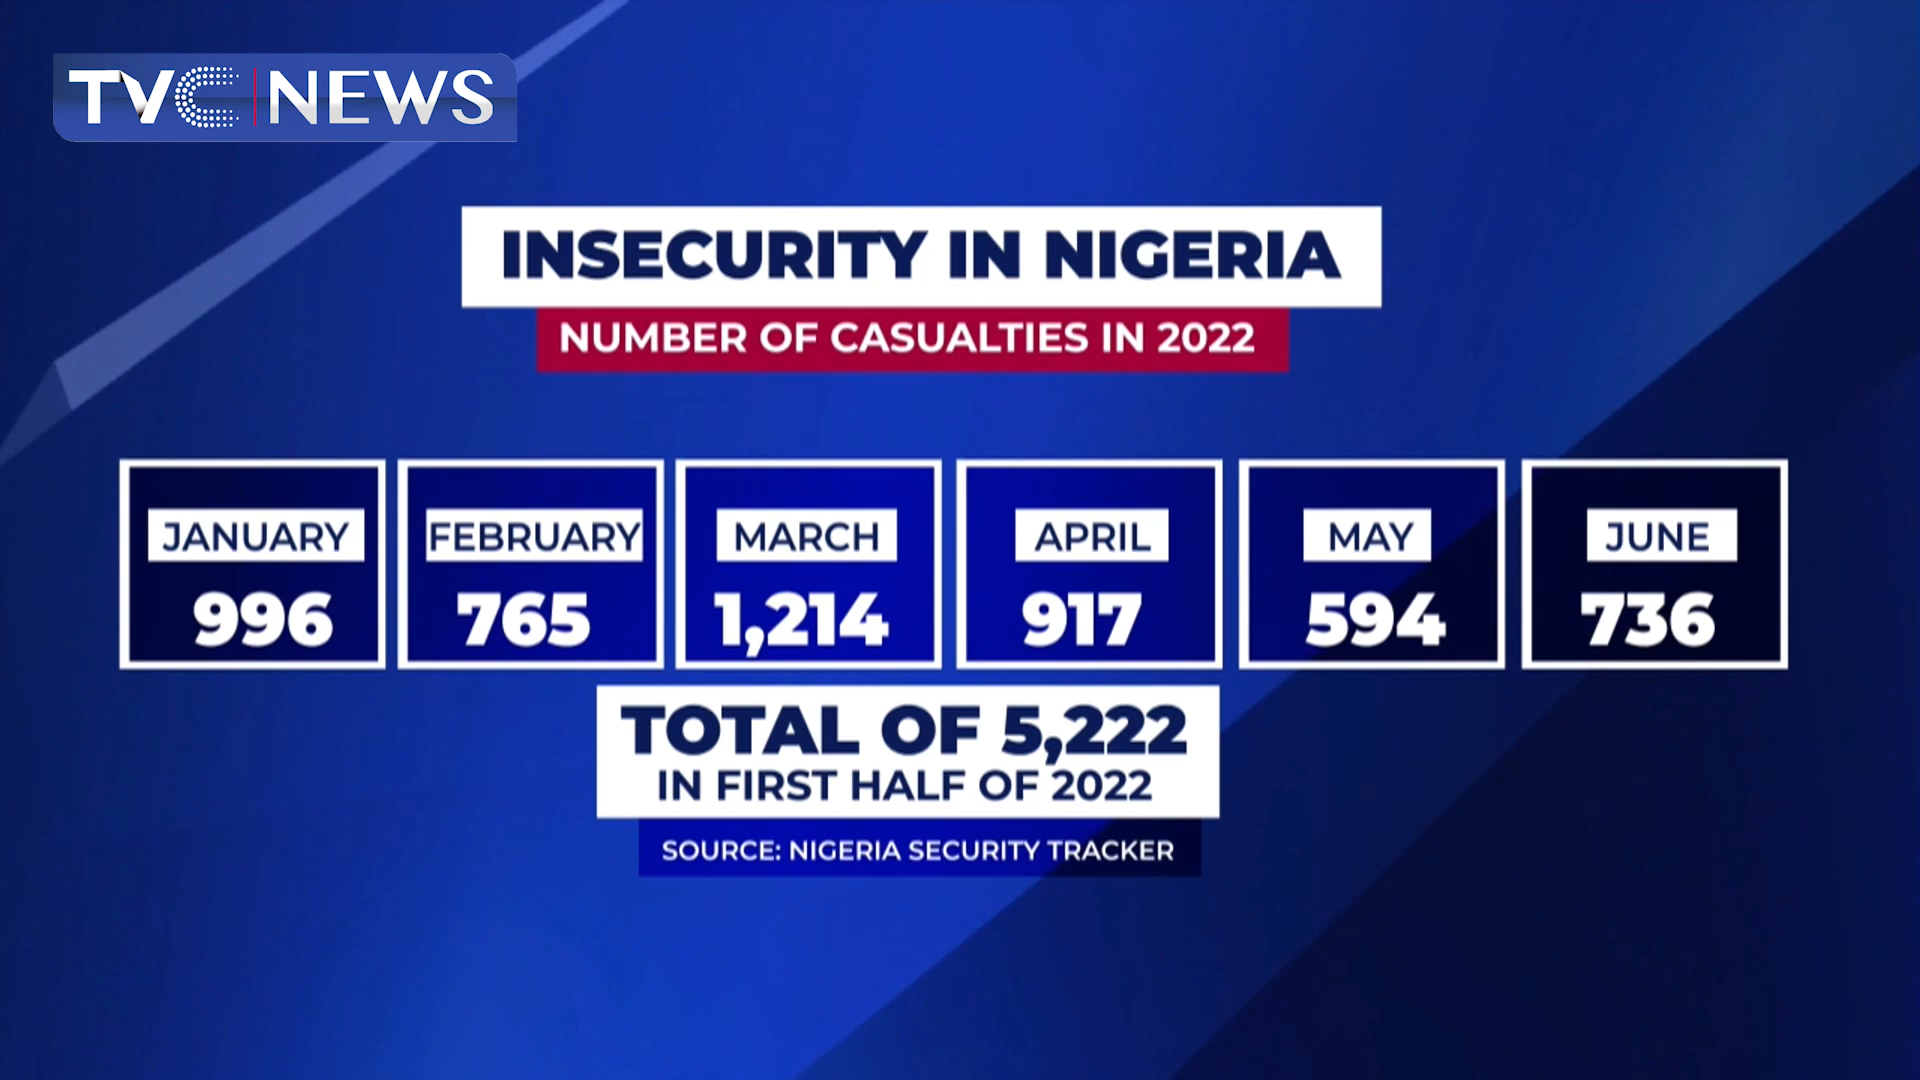 TVC NEWS
INSECURITY IN NIGERIA
NUMBER OF CASUALTIES IN 2022
JANUARY
996
FEBRUARY
765
MARCH
1,214
APRIL
917
MAY
594
JUNE
736
TOTAL OF 5,222
IN FIRST HALF OF 2022
SOURCE: NIGERIA SECURITY TRACKER